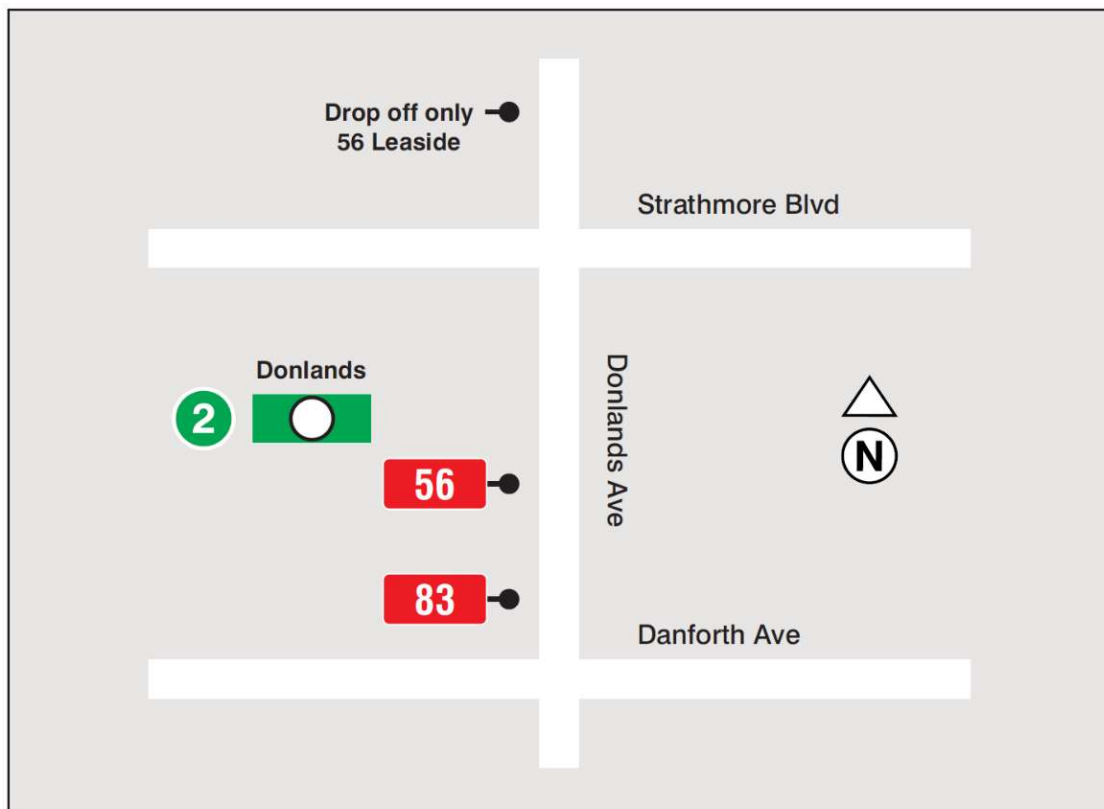 Drop off only
56 Leaside
Strathmore Blvd
Donlands
2
Donlands Ave
N
56
83
Danforth Ave